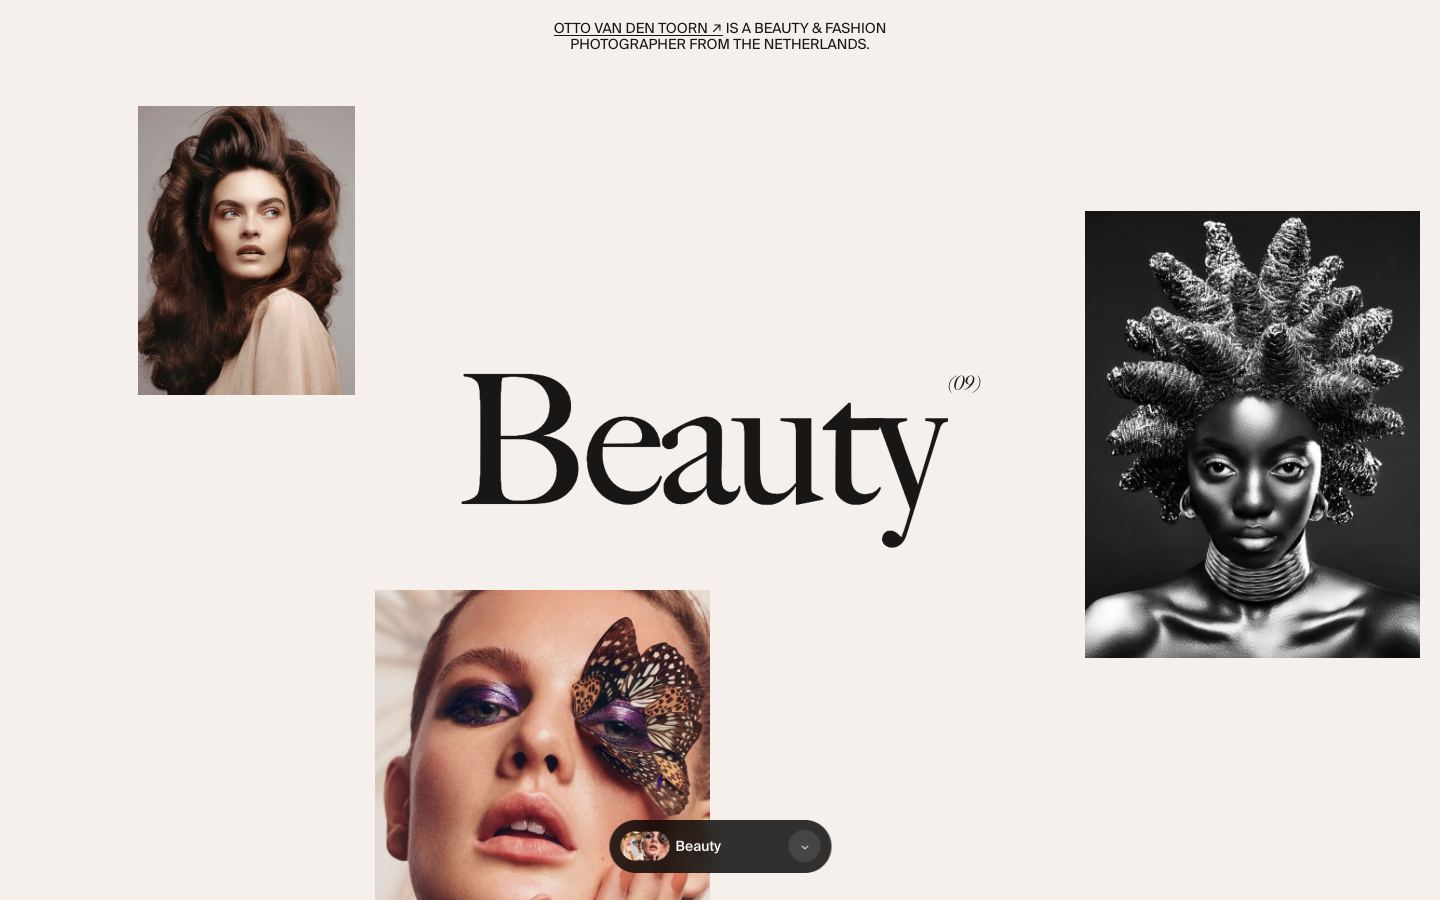 OTTO VAN DEN TOORN ↗ IS A BEAUTY & FASHION
PHOTOGRAPHER FROM THE NETHERLANDS.
Beauty (09)
Beauty